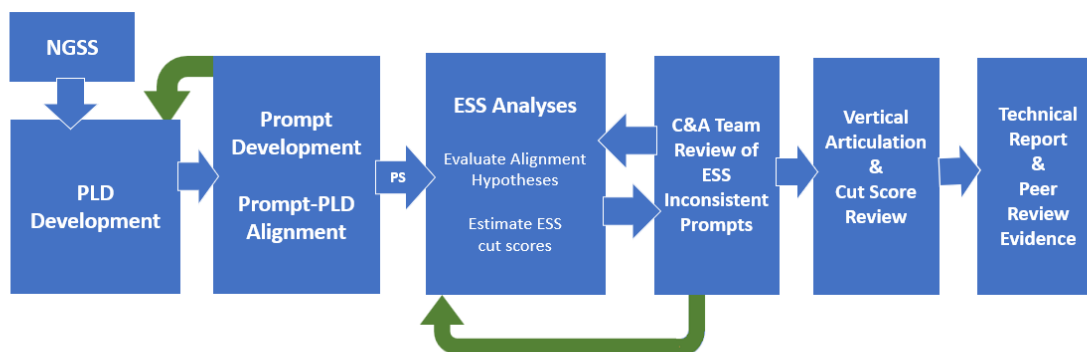 NGSS
PLD
Development
Prompt
Development
Prompt-PLD
Alignment
PS
ESS Analyses
Evaluate Alignment
Hypotheses
Estimate ESS
cut scores
C&A Team
Review of
ESS
Inconsistent
Prompts
Vertical
Articulation
&
Cut Score
Review
Technical
Report
&
Peer
Review
Evidence